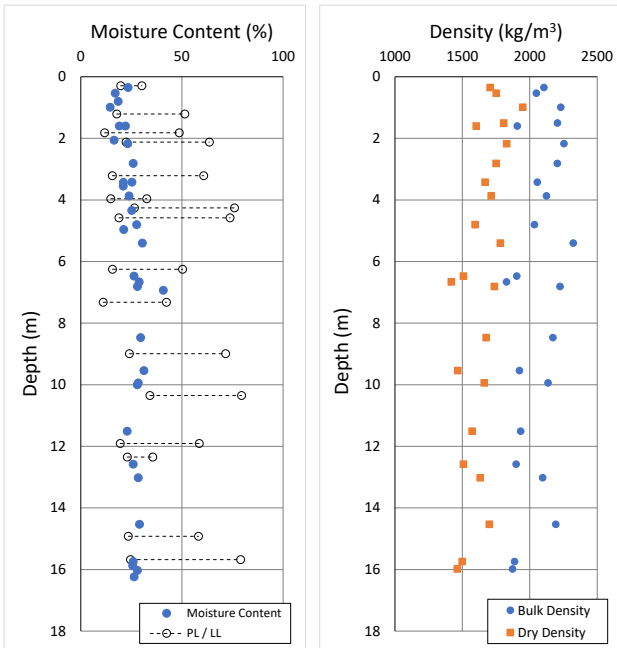 Moisture Content (%)
0 50 100
0
2
4
6
8
10
12
14
16
18
Depth (m)
Moisture Content
PL / LL
Density (kg/m³)
1000 1500 2000 2500
0
2
4
6
8
10
12
14
16
18
Depth (m)
Bulk Density
Dry Density